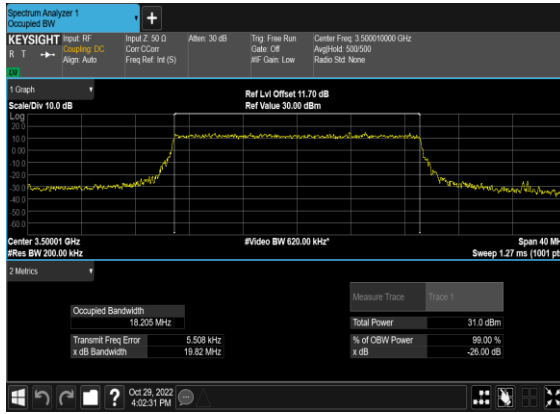 Spectrum Analyzer 1
Occupied BW
+
KEYSIGHT
R T
LXI
Input: RF
Coupling: DC
Align: Auto
Input Z: 50 Ω
Corr CCorr
Freq Ref: Int (S)
Atten: 30 dB
Trig: Free Run
Gate: Off
#IF Gain: Low
Center Freq: 3.500010000 GHz
Avg|Hold: 500/500
Radio Std: None
1 Graph
Scale/Div 10.0 dB
Ref Lvl Offset 11.70 dB
Ref Value 30.00 dBm
Log
20.0
10.0
0.00
-10.0
-20.0
-30.0
-40.0
-50.0
-60.0
Center 3.50001 GHz
#Res BW 200.00 kHz
#Video BW 620.00 kHz*
Span 40 MH
Sweep 1.27 ms (1001 pt
2 Metrics
Measure Trace
Trace 1
Occupied Bandwidth
18.205 MHz
Total Power
31.0 dBm
Transmit Freq Error
5.508 kHz
% of OBW Power
99.00 %
x dB Bandwidth
19.82 MHz
x dB
-26.00 dB
?
Oct 29, 2022
4:02:31 PM